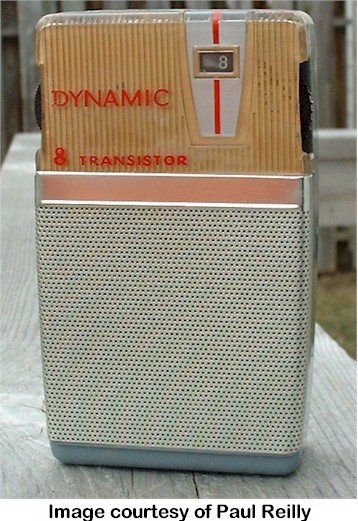 8
DYNAMIC
8 TRANSISTOR
Image courtesy of Paul Reilly